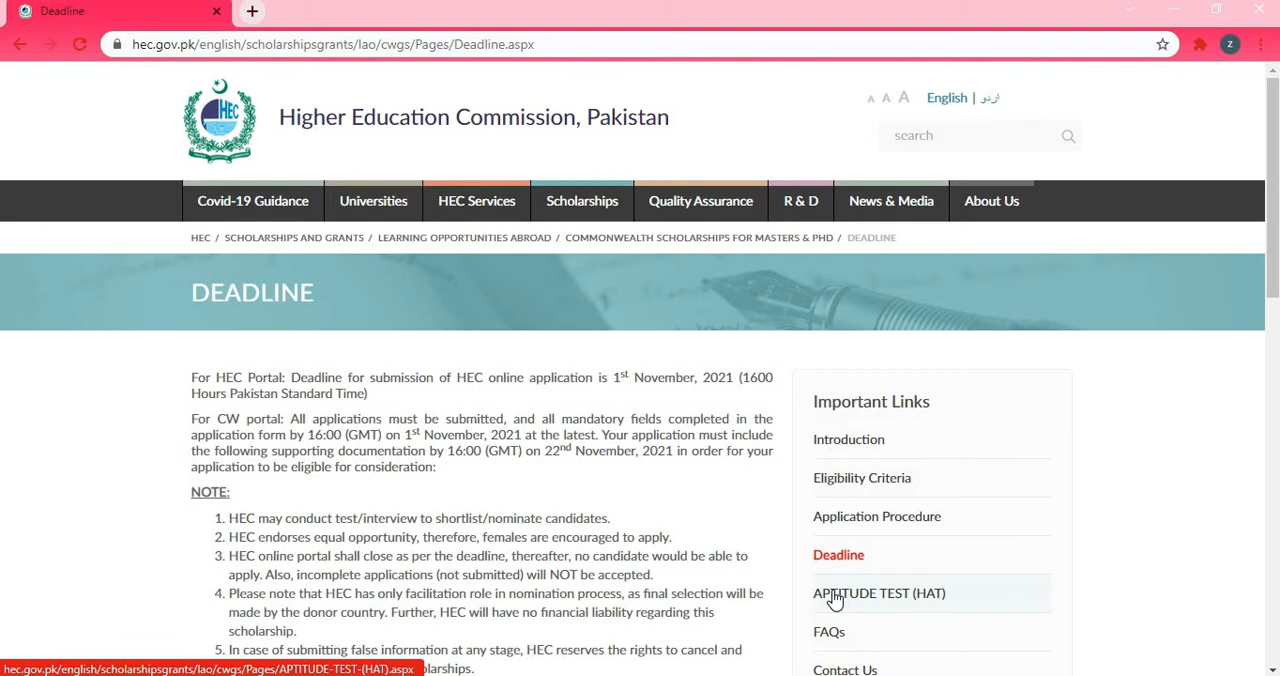 Deadline
hec.gov.pk/english/scholarshipsgrants/lao/cwgs/Pages/Deadline.aspx
Z
HEC
Higher Education Commission, Pakistan
A A A English | اردو
search
Covid-19 Guidance Universities HEC Services Scholarships Quality Assurance R & D News & Media About Us
HEC / SCHOLARSHIPS AND GRANTS / LEARNING OPPORTUNITIES ABROAD / COMMONWEALTH SCHOLARSHIPS FOR MASTERS & PHD / DEADLINE
DEADLINE
For HEC Portal: Deadline for submission of HEC online application is 1st November, 2021 (1600
Hours Pakistan Standard Time)
For CW portal: All applications must be submitted, and all mandatory fields completed in the
application form by 16:00 (GMT) on 1st November, 2021 at the latest. Your application must include
the following supporting documentation by 16:00 (GMT) on 22nd November, 2021 in order for your
application to be eligible for consideration:
NOTE:
1. HEC may conduct test/interview to shortlist/nominate candidates.
2. HEC endorses equal opportunity, therefore, females are encouraged to apply.
3. HEC online portal shall close as per the deadline, thereafter, no candidate would be able to
apply. Also, incomplete applications (not submitted) will NOT be accepted.
4. Please note that HEC has only facilitation role in nomination process, as final selection will be
made by the donor country. Further, HEC will have no financial liability regarding this
scholarship.
5. In case of submitting false information at any stage, HEC reserves the rights to cancel and
olarships.
Important Links
Introduction
Eligibility Criteria
Application Procedure
Deadline
APTITUDE TEST (HAT)
FAQs
Contact Us
hec.gov.pk/english/scholarshipsgrants/lao/cwgs/Pages/APTITUDE-TEST-(HAT).aspx